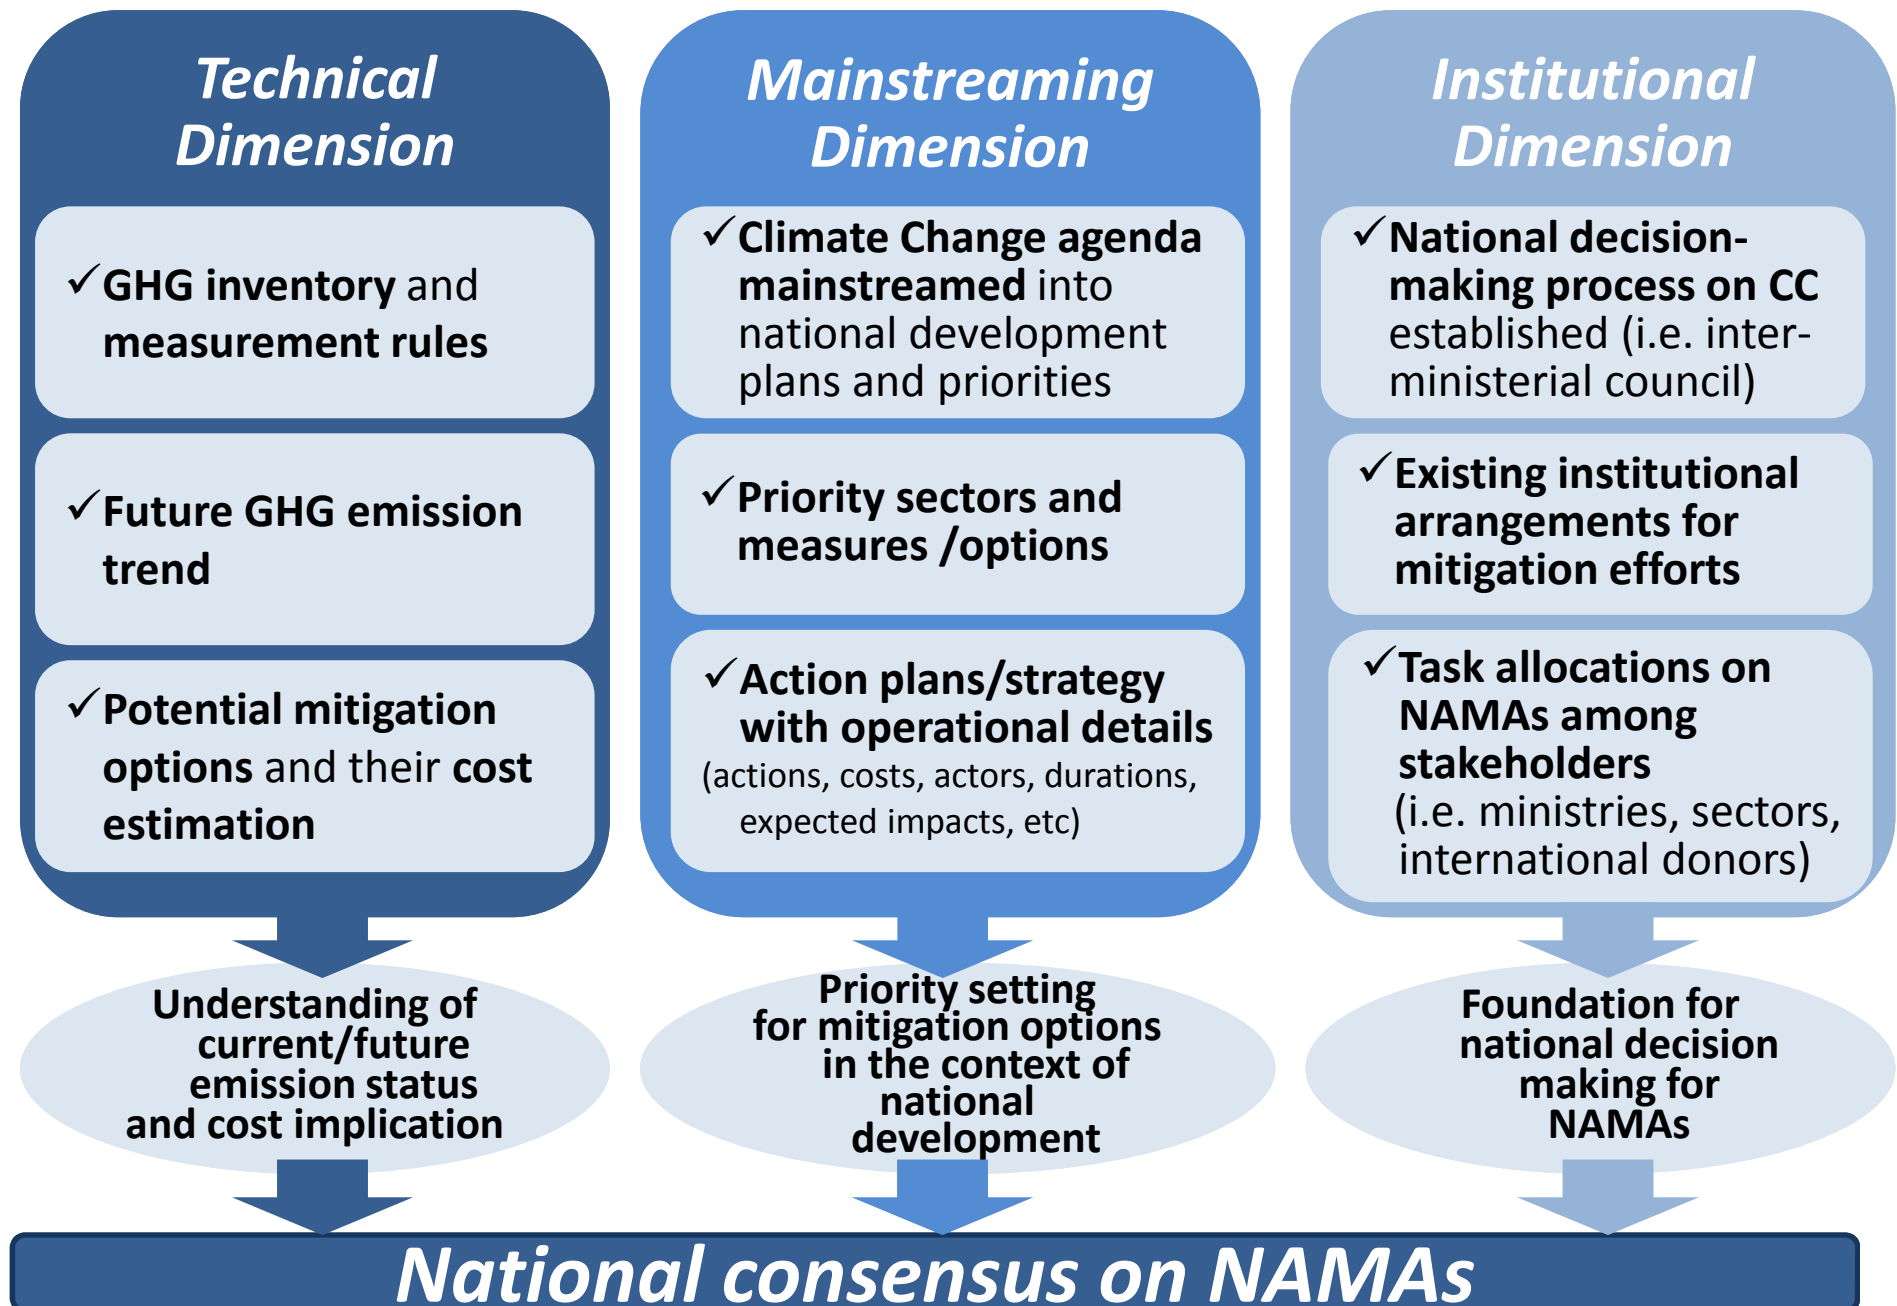 Technical
Dimension
✓GHG inventory and
measurement rules
✓Future GHG emission
trend
✓Potential mitigation
options and their cost
estimation
Understanding of
current/future
emission status
and cost implication
Mainstreaming
Dimension
✓Climate Change agenda
mainstreamed into
national development
plans and priorities
✓Priority sectors and
measures /options
✓Action plans/strategy
with operational details
(actions, costs, actors, durations,
expected impacts, etc)
Priority setting
for mitigation options
in the context of
national
development
Institutional
Dimension
✓National decision-
making process on CC
established (i.e. inter-
ministerial council)
✓Existing institutional
arrangements for
mitigation efforts
✓Task allocations on
NAMAs among
stakeholders
(i.e. ministries, sectors,
international donors)
Foundation for
national decision
making for
NAMAs
National consensus on NAMAs